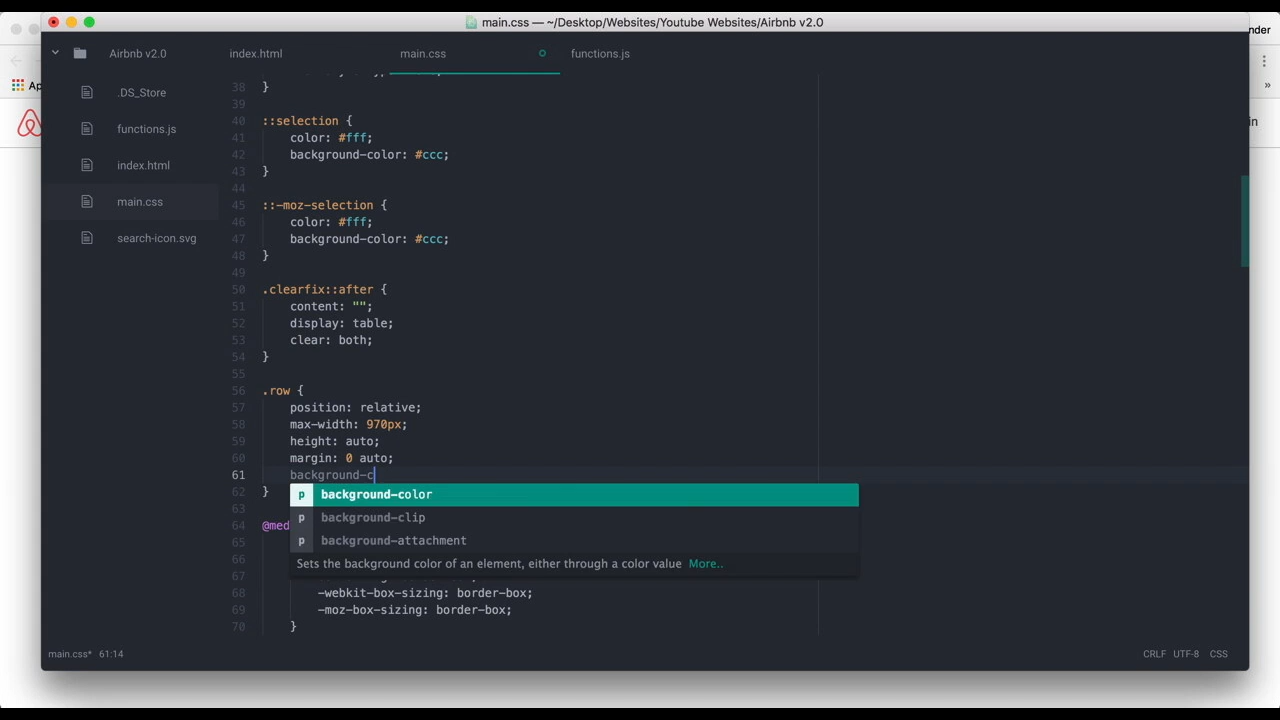 main.css — ~/Desktop/Websites/Youtube Websites/Airbnb v2.0
nder
Airbnb v2.0
index.html
main.css
functions.js
Ap
»
in
.DS_Store
functions.js
index.html
main.css
search-icon.svg
38 }
39
40 ::selection {
41 color: #fff;
42 background-color: #ccc;
43 }
44
45 ::-moz-selection {
46 color: #fff;
47 background-color: #ccc;
48 }
49
50 .clearfix::after {
51 content: "";
52 display: table;
53 clear: both;
54 }
55
56 .row {
57 position: relative;
58 max-width: 970px;
59 height: auto;
60 margin: 0 auto;
61 background-c
62 }
p background-color
63
p background-clip
64 @med
p background-attachment
65
66
Sets the background color of an element, either through a color value More..
67
68 -webkit-box-sizing: border-box;
69 -moz-box-sizing: border-box;
70 }
main.css* 61:14
CRLF UTF-8 CSS